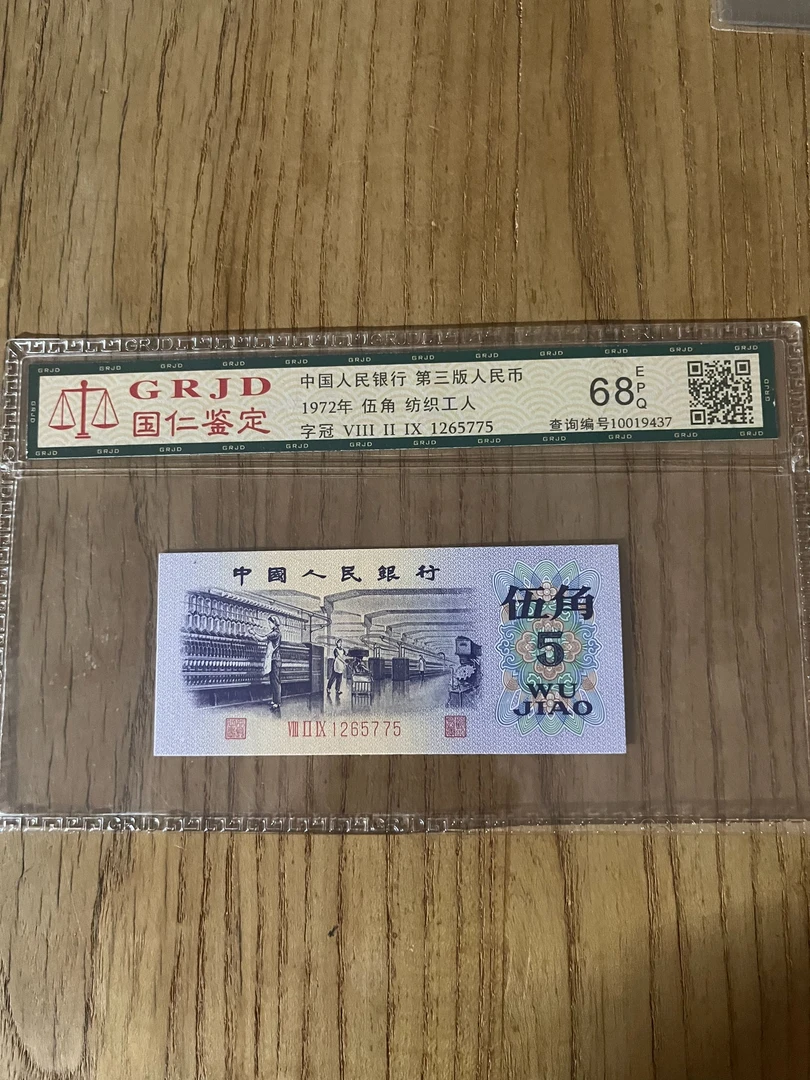 GRJD
国仁鉴定
中国人民银行 第三版人民币
1972年 伍角 纺织工人
字冠 VIII II IX 1265775
68
EPQ
查询编号10019437
中國人民銀行
伍角
5
WU
JIAO
VIII II IX 1265775